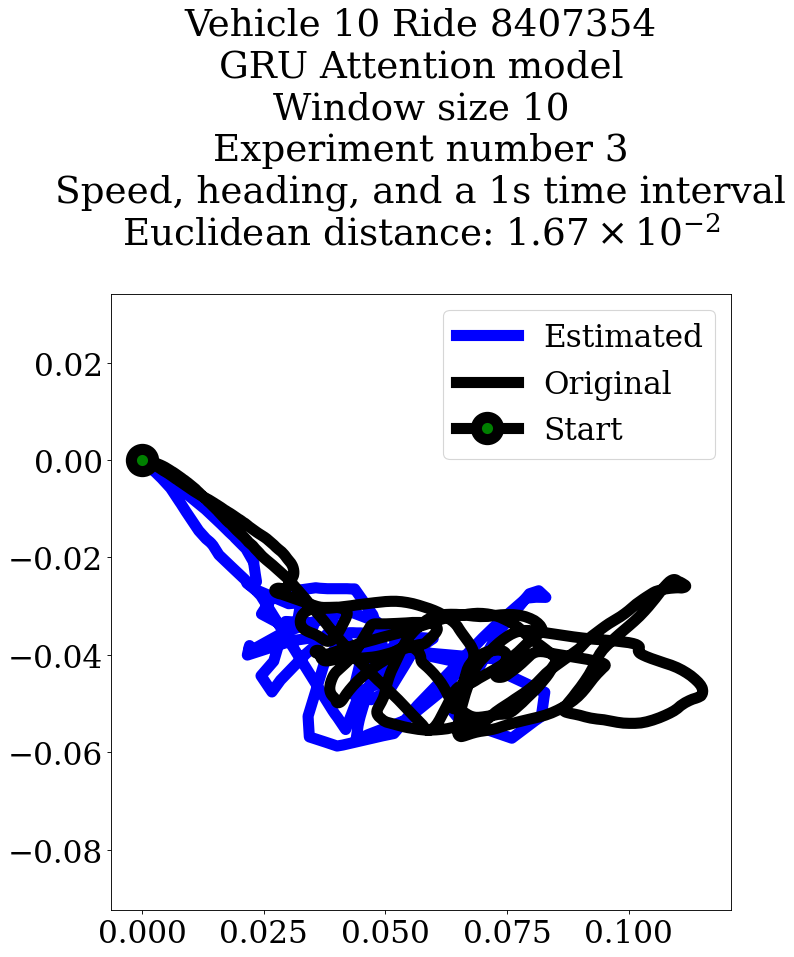 Vehicle 10 Ride 8407354
GRU Attention model
Window size 10
Experiment number 3
Speed, heading, and a 1s time interval
Euclidean distance: 1.67 × 10⁻²
Estimated
Original
Start
0.02
0.00
−0.02
−0.04
−0.06
−0.08
0.000 0.025 0.050 0.075 0.100